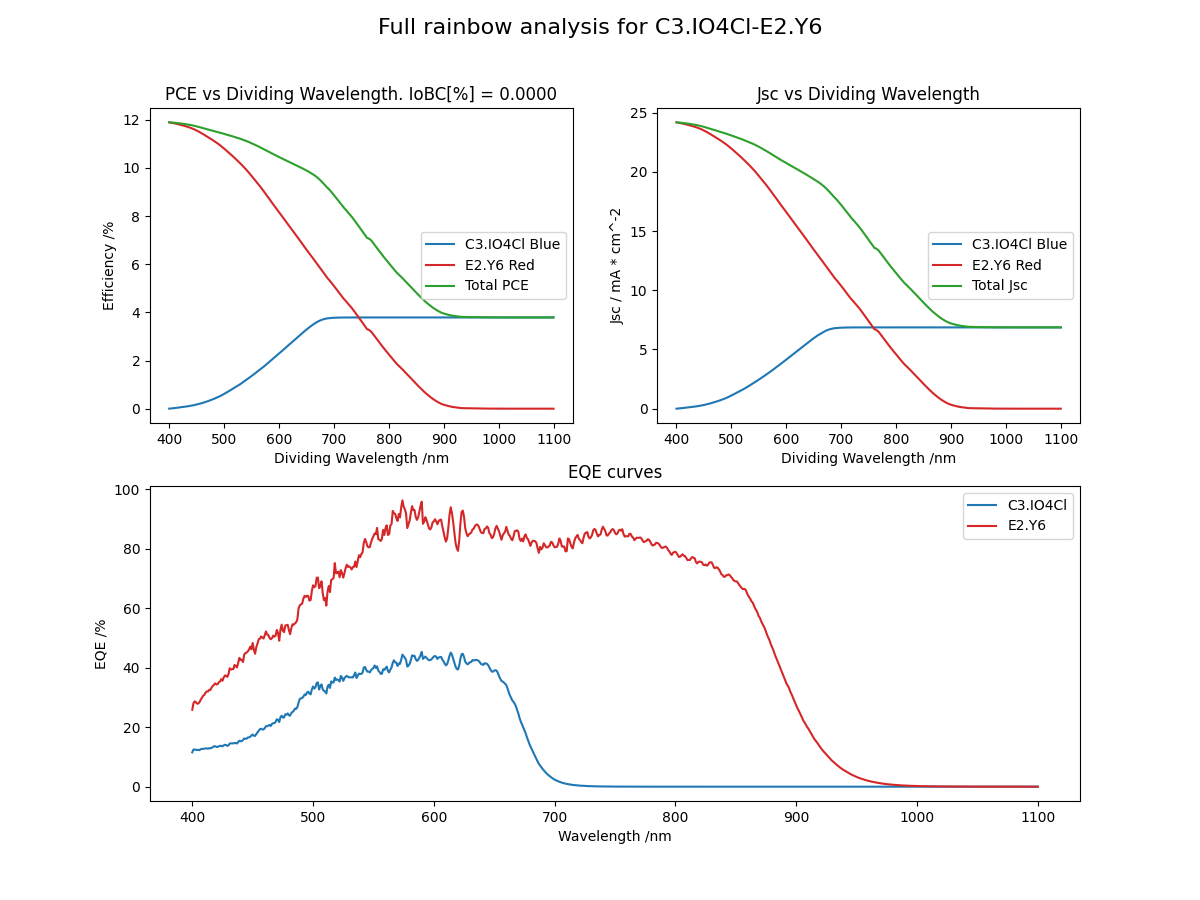 Full rainbow analysis for C3.IO4Cl-E2.Y6
PCE vs Dividing Wavelength. IoBC[%] = 0.0000
Efficiency /%
12
10
8
6
4
2
0
C3.IO4Cl Blue
E2.Y6 Red
Total PCE
400 500 600 700 800 900 1000 1100
Dividing Wavelength /nm
Jsc vs Dividing Wavelength
Jsc / mA * cm^-2
25
20
15
10
5
0
C3.IO4Cl Blue
E2.Y6 Red
Total Jsc
400 500 600 700 800 900 1000 1100
Dividing Wavelength /nm
EQE curves
EQE /%
100
80
60
40
20
0
C3.IO4Cl
E2.Y6
400 500 600 700 800 900 1000 1100
Wavelength /nm